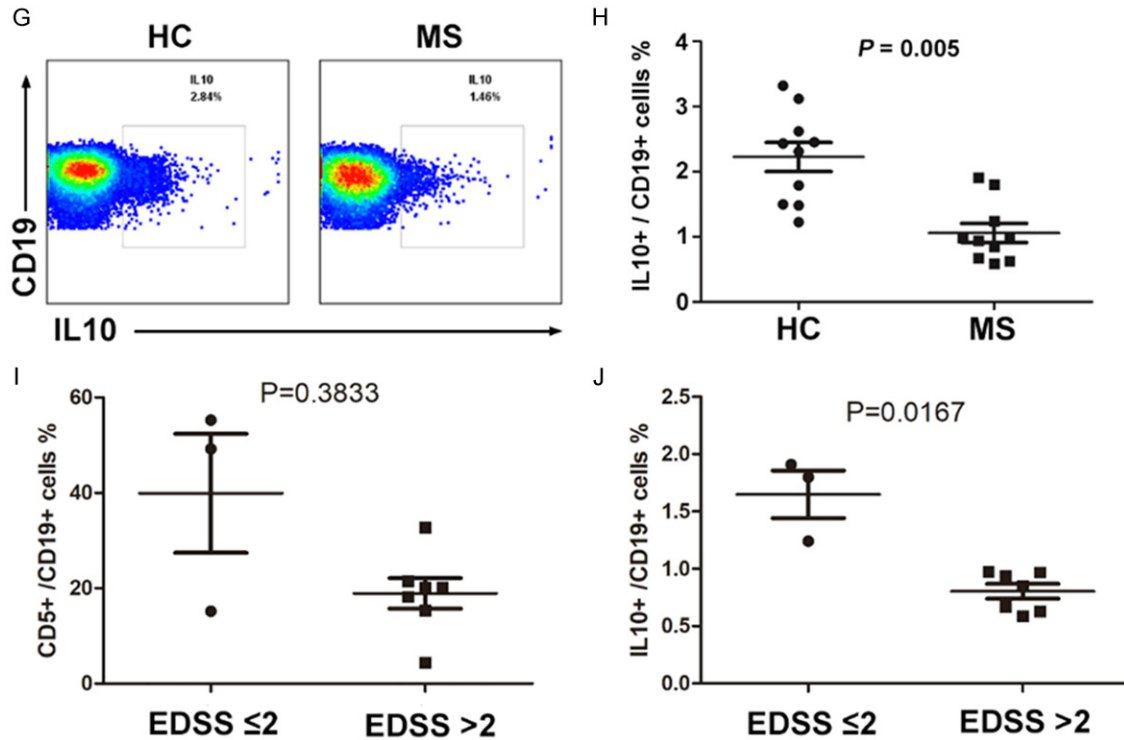 G
HC
MS
IL10
2.84%
IL10
1.46%
CD19
IL10
H
P = 0.005
IL10+ / CD19+ cellls %
4
3
2
1
0
HC
MS
I
P=0.3833
CD5+ /CD19+ cells %
60
40
20
0
EDSS ≤2
EDSS >2
J
P=0.0167
IL10+ /CD19+ cells %
2.5
2.0
1.5
1.0
0.5
0.0
EDSS ≤2
EDSS >2